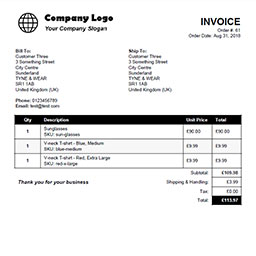 Company Logo
Your Company Slogan
INVOICE
Order #: 61
Order Date: Aug 31, 2018
Bill To:
Customer Three
3 Something Street
City Centre
Sunderland
TYNE & WEAR
SR1 1AB
United Kingdom (UK)
Ship To:
Customer Three
3 Something Street
City Centre
Sunderland
TYNE & WEAR
SR1 1AB
United Kingdom (UK)
Phone: 0123456789
Email: test@test.com
Qty Description Unit Price Total
1 Sunglasses £90.00 £90.00
SKU: sun-glasses
1 V-neck T-shirt - Blue, Medium £9.99 £9.99
SKU: blue-medium
1 V-neck T-shirt - Red, Extra Large £9.99 £9.99
SKU: red-x-large
Thank you for your business
Subtotal: £109.98
Shipping & Handling: £3.99
Tax: £0.00
Total: £113.97